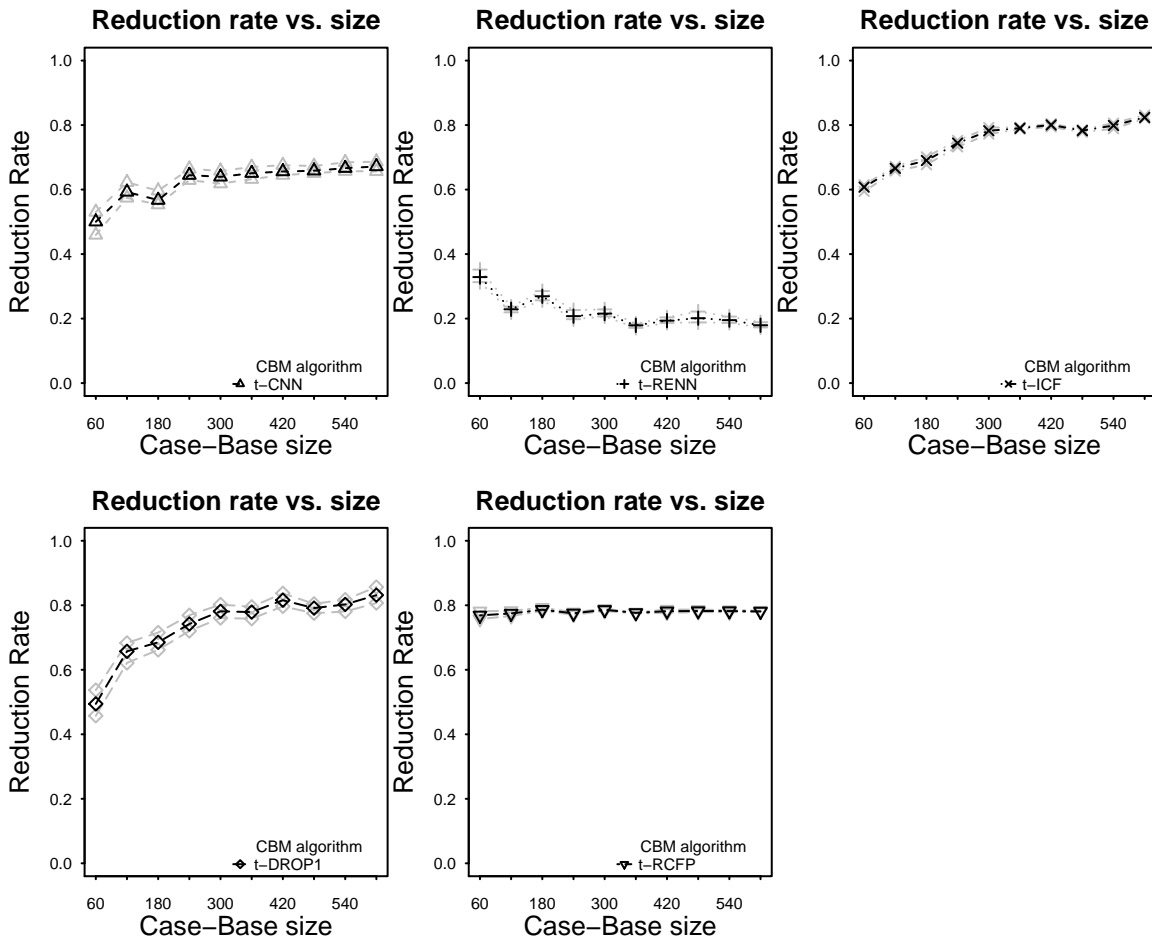 Reduction rate vs. size
Reduction Rate
1.0
0.8
0.6
0.4
0.2
0.0
CBM algorithm
t−CNN
60 180 300 420 540
Case−Base size
Reduction rate vs. size
Reduction Rate
1.0
0.8
0.6
0.4
0.2
0.0
CBM algorithm
t−RENN
60 180 300 420 540
Case−Base size
Reduction rate vs. size
Reduction Rate
1.0
0.8
0.6
0.4
0.2
0.0
CBM algorithm
t−ICF
60 180 300 420 540
Case−Base size
Reduction rate vs. size
Reduction Rate
1.0
0.8
0.6
0.4
0.2
0.0
CBM algorithm
t−DROP1
60 180 300 420 540
Case−Base size
Reduction rate vs. size
Reduction Rate
1.0
0.8
0.6
0.4
0.2
0.0
CBM algorithm
t−RCFP
60 180 300 420 540
Case−Base size